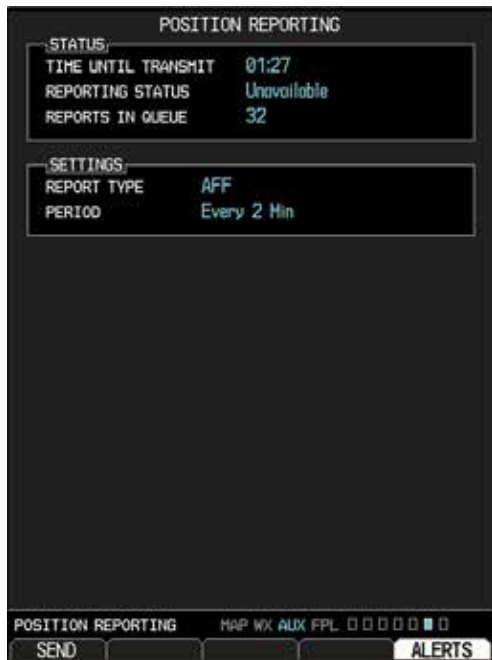 POSITION REPORTING
STATUS
TIME UNTIL TRANSMIT 01:27
REPORTING STATUS Unavailable
REPORTS IN QUEUE 32
SETTINGS
REPORT TYPE AFF
PERIOD Every 2 Min
POSITION REPORTING MAP WX AUX FPL
SEND ALERTS